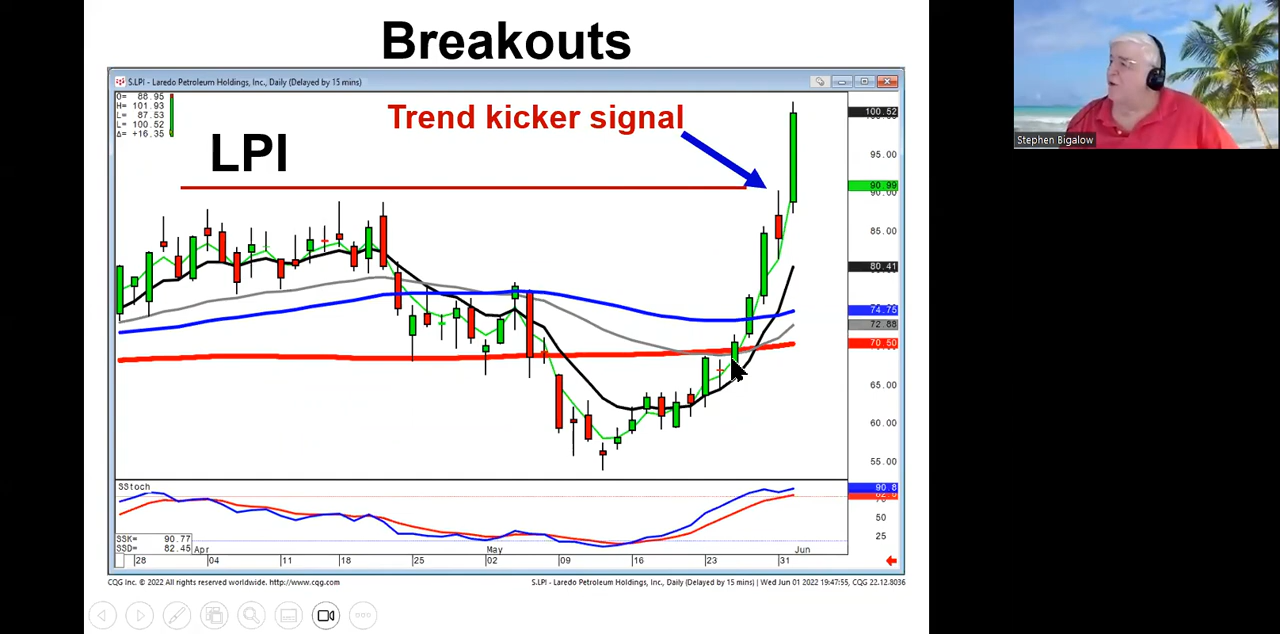 Breakouts
S.LPI - Laredo Petroleum Holdings, Inc., Daily (Delayed by 15 mins)
O= 88.95
H= 101.93
L= 87.53
L= 100.52
Δ= +16.35
LPI
Trend kicker signal
100.52
95.00
90.99
90.00
85.00
80.41
74.75
72.88
70.50
65.00
60.00
55.00
SStoch
90.8
50
25
SSK= 90.77
SSD= 82.45
28 Apr 11 18 25 May 02 09 16 23 31 Jun
CQG Inc. © 2022 All rights reserved worldwide. http://www.cqg.com
S.LPI - Laredo Petroleum Holdings, Inc., Daily (Delayed by 15 mins) | Wed Jun 01 2022 19:47:55, CQG 22.12.8036
Stephen Bigalow